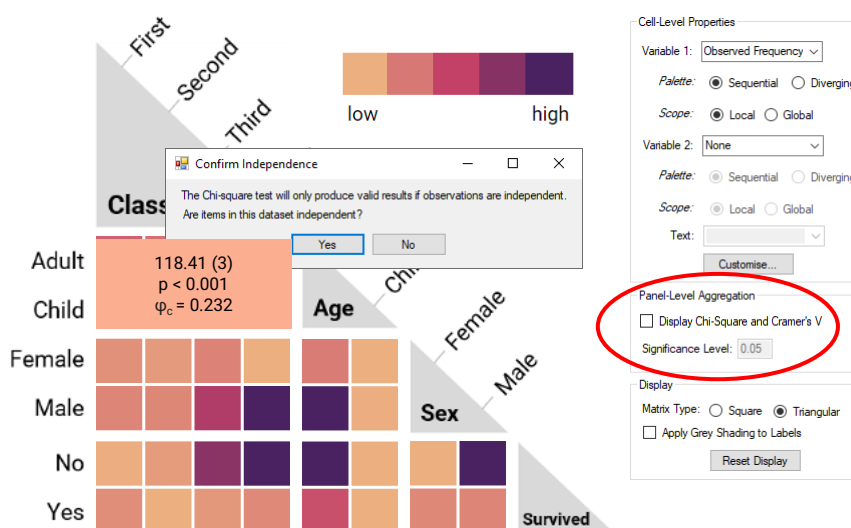 First
Second
Third
low
high
Confirm Independence
The Chi-square test will only produce valid results if observations are independent.
Are items in this dataset independent?
Yes
No
Class
Adult
118.41 (3)
p < 0.001
φc = 0.232
Child
Age
Female
Female
Male
Male
Sex
No
Yes
Survived
Cell-Level Properties
Variable 1: Observed Frequency
Palette: Sequential Diverging
Scope: Local Global
Variable 2: None
Palette: Sequential Diverging
Scope: Local Global
Text:
Customise...
Panel-Level Aggregation
Display Chi-Square and Cramer's V
Significance Level: 0.05
Display
Matrix Type: Square Triangular
Apply Grey Shading to Labels
Reset Display